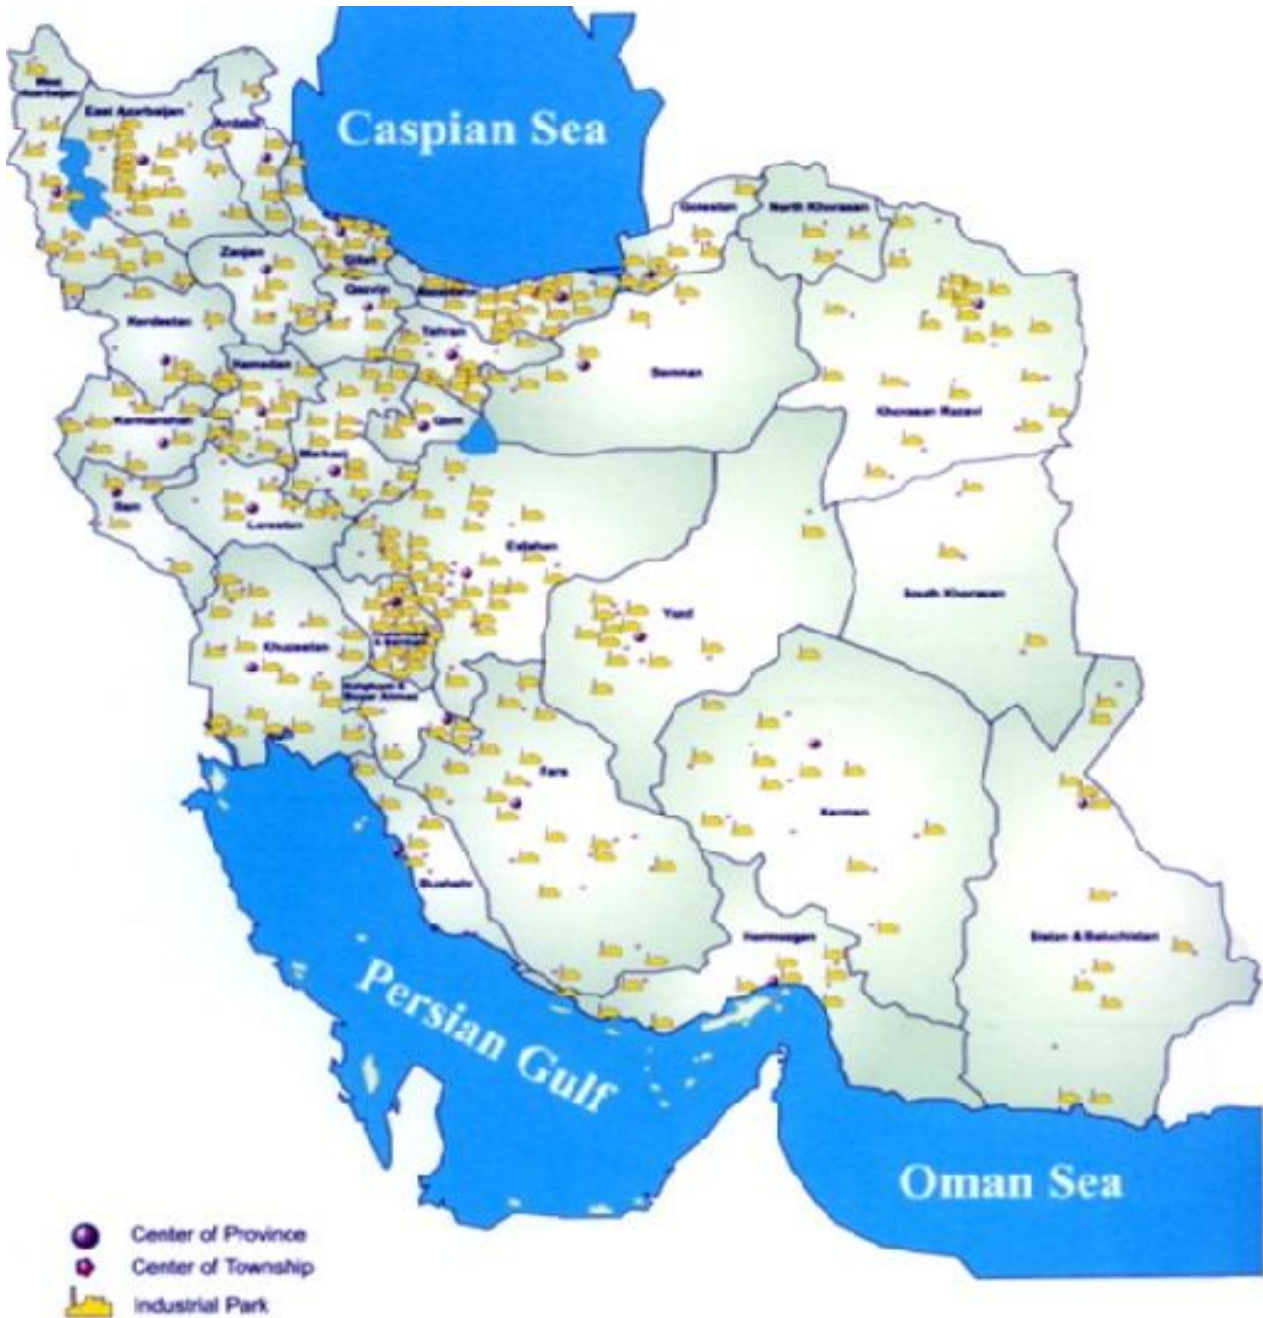 Caspian Sea
West
Azarbaijan
East Azarbaijan
Ardabil
Golestan
North Khorasan
Zanjan
Gilan
Qazvin
Kordestan
Tehran
Hamedan
Semnan
Khorasan Razavi
Kermanshah
Qom
Markazi
Ilam
Lorestan
Esfahan
South Khorasan
Yazd
Khuzestan
Fars
Kerman
Bushehr
Hormozgan
Sistan & Baluchistan
Persian Gulf
Oman Sea
Center of Province
Center of Township
Industrial Park